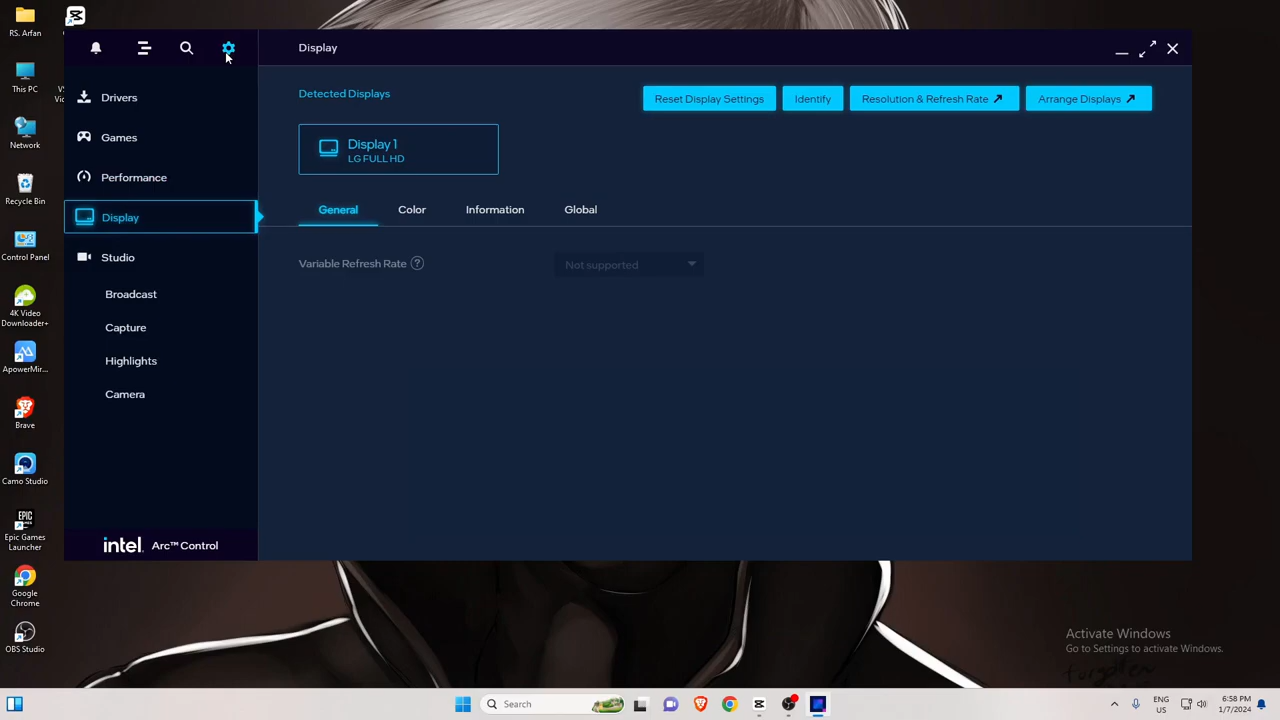 RS. Arfan
This PC
Network
Recycle Bin
Control Panel
4K Video
Downloader+
ApowerMir...
Brave
Camo Studio
EPIC
GAMES
Epic Games
Launcher
Google
Chrome
OBS Studio
Drivers
Games
Performance
Display
Studio
Broadcast
Capture
Highlights
Camera
intel. Arc™ Control
Display
Detected Displays
Reset Display Settings
Identify
Resolution & Refresh Rate
Arrange Displays
Display 1
LG FULL HD
General
Color
Information
Global
Variable Refresh Rate ?
Not supported
Activate Windows
Go to Settings to activate Windows.
forgotten
Search
ENG
US
6:58 PM
1/7/2024